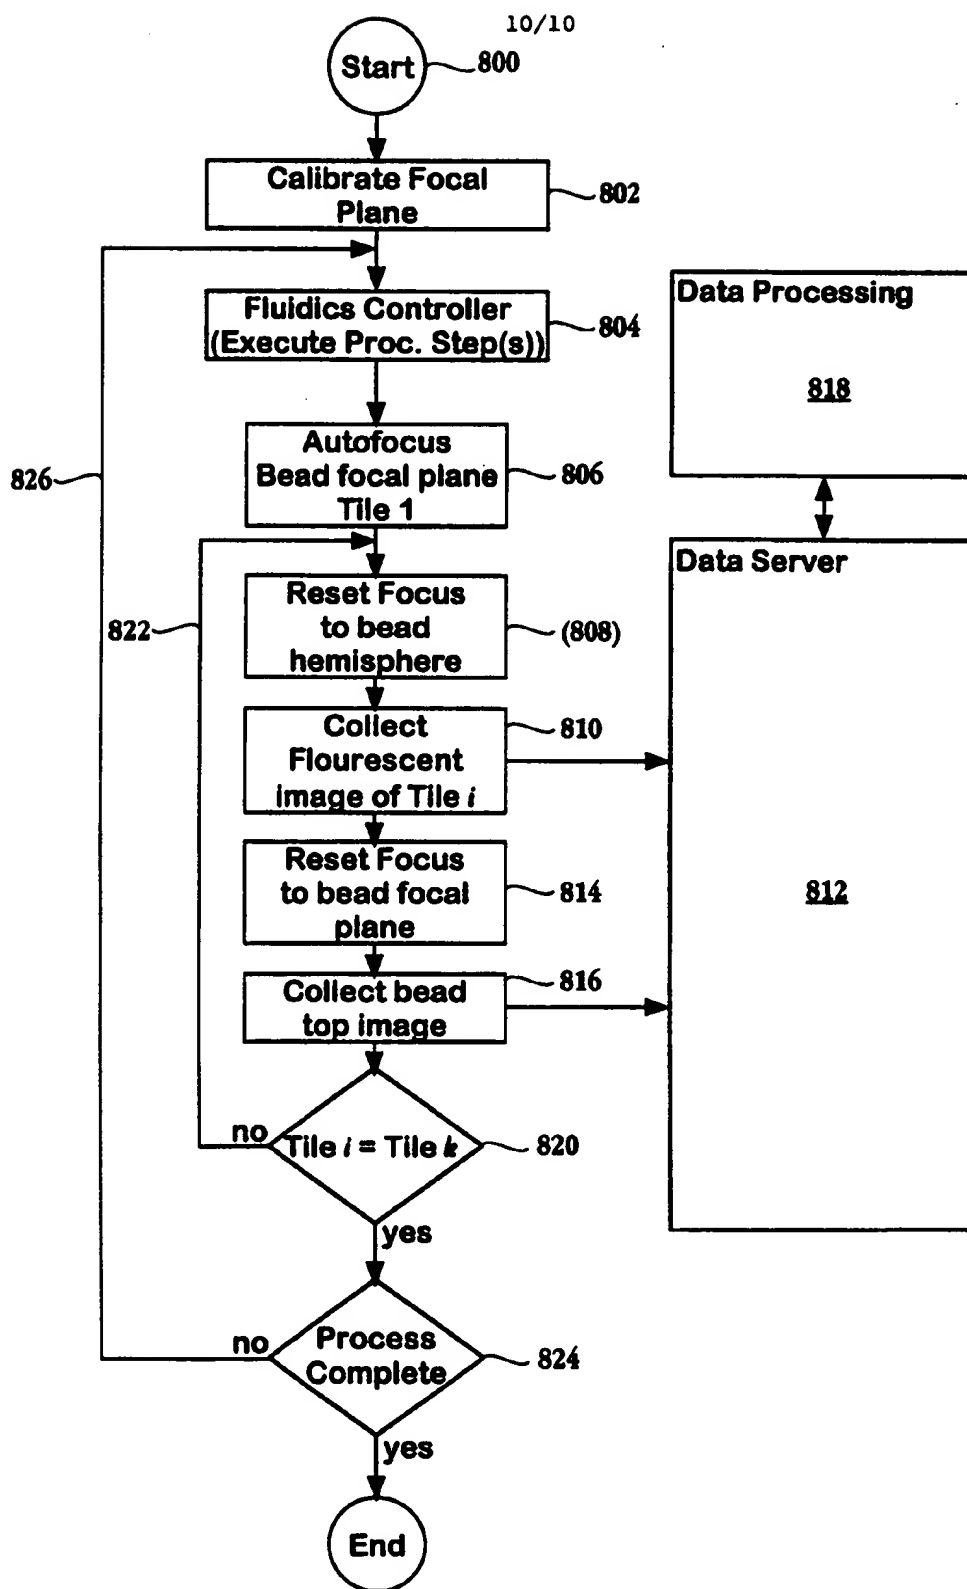 10/10
Start
800
Calibrate Focal
Plane
802
Fluidics Controller
(Execute Proc. Step(s))
804
Data Processing
818
Autofocus
Bead focal plane
Tile 1
806
826
Data Server
812
Reset Focus
to bead
hemisphere
(808)
822
Collect
Flourescent
image of Tile i
810
Reset Focus
to bead focal
plane
814
Collect bead
top image
816
Tile i = Tile k
820
no
yes
Process
Complete
824
no
yes
End